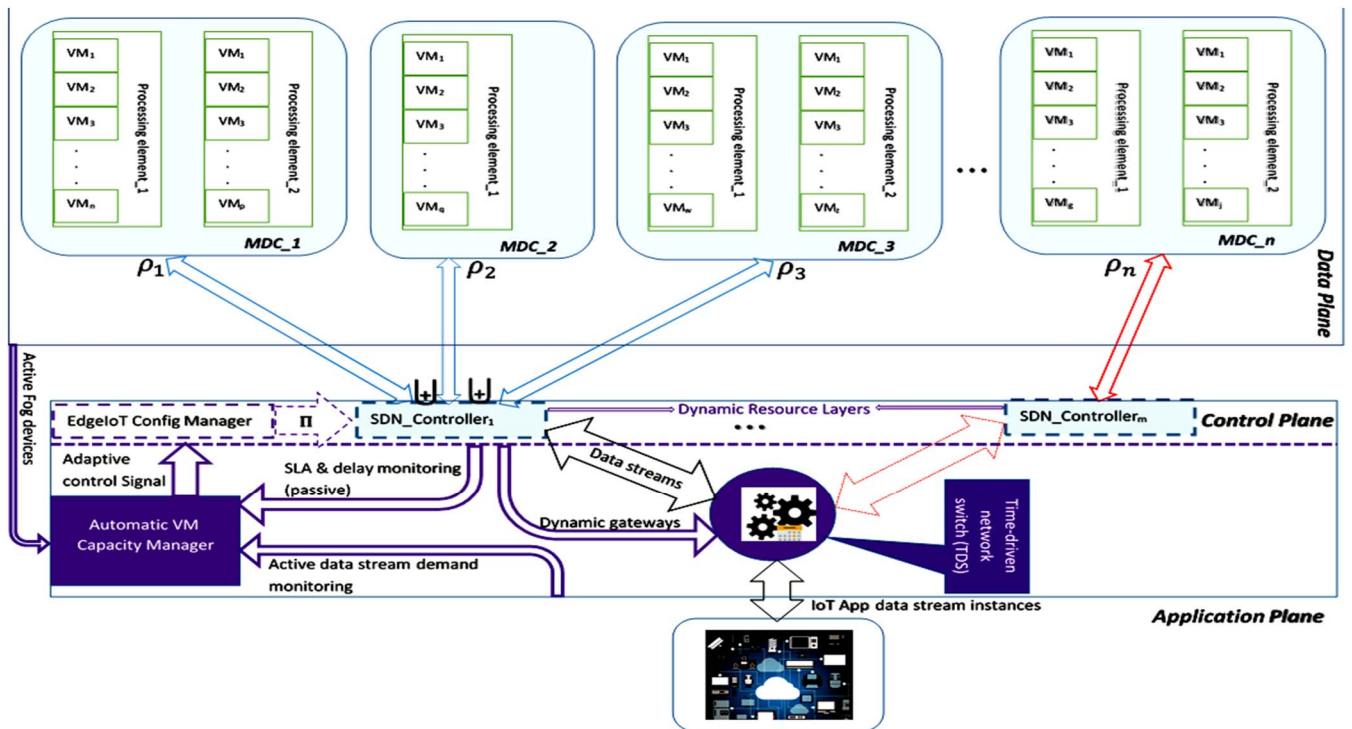 VM₁
VM₂
VM₃
VMₙ
Processing element_1
VM₁
VM₂
VM₃
VMₚ
Processing element_2
MDC_1
VM₁
VM₂
VM₃
VM_q
Processing element_1
MDC_2
VM₁
VM₂
VM₃
VM_w
Processing element_1
VM₁
VM₂
VM₃
VM_z
Processing element_2
MDC_3
...
VM₁
VM₂
VM₃
VM_g
Processing element_1
VM₁
VM₂
VM₃
VMⱼ
Processing element_2
MDC_n
ρ₁
ρ₂
ρ₃
ρₙ
Data Plane
Active Fog devices
EdgeIoT Config Manager
Π
SDN_Controller₁
Dynamic Resource Layers
...
SDN_Controllerₘ
Control Plane
Adaptive
control Signal
SLA & delay monitoring
(passive)
Data streams
Automatic VM
Capacity Manager
Dynamic gateways
Time-driven
network
switch (TDS)
Active data stream demand
monitoring
IoT App data stream instances
Application Plane